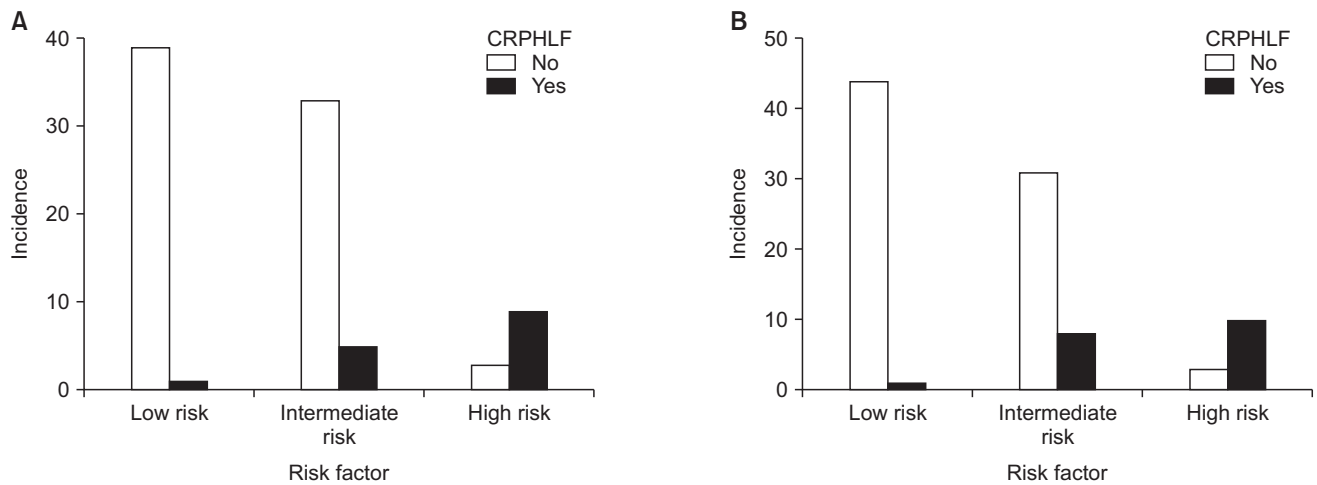 A
CRPHLF
No
Yes
40
30
20
10
0
Incidence
Low risk
Intermediate
risk
High risk
Risk factor
B
CRPHLF
No
Yes
50
40
30
20
10
0
Incidence
Low risk
Intermediate
risk
High risk
Risk factor